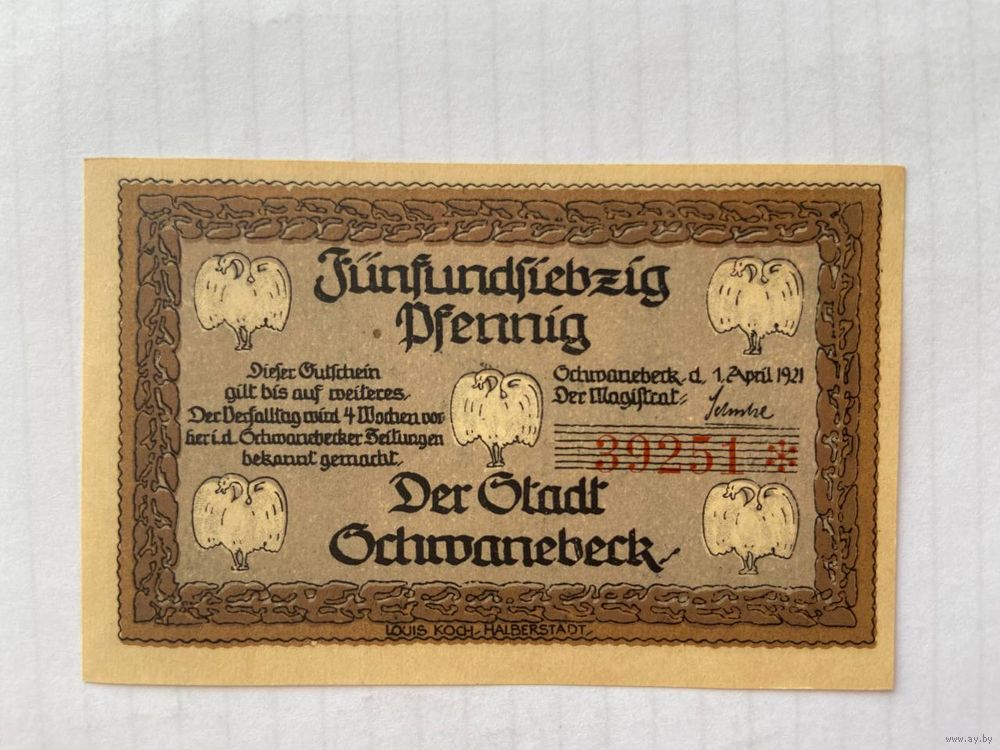 Fünfundsiebzig
Pfennig
Dieser Gutschein
gilt bis auf weiteres.
Der Verfalltag wird 4 Wochen vor-
her i. d. Schwanebecker Zeitungen
bekannt gemacht.
Schwanebeck d. 1. April 1921
Der Magistrat:
39251 *
Der Stadt
Schwanebeck
LOUIS KOCH, HALBERSTADT.
www.ay.by